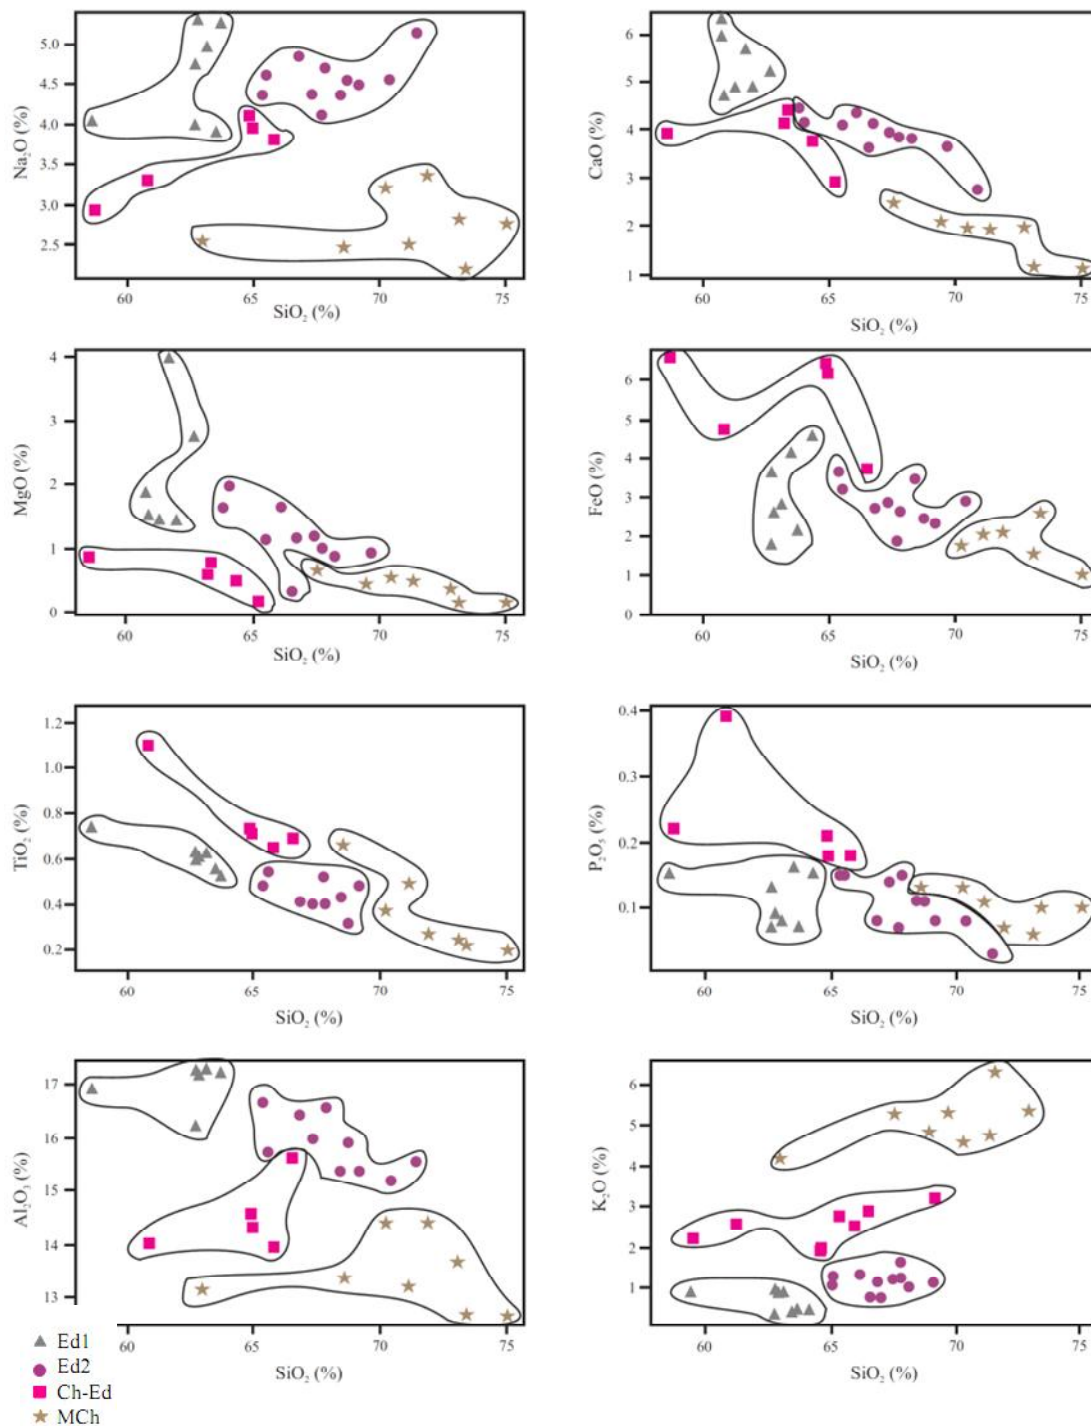 Na₂O (%)
5.0
4.5
4.0
3.5
3.0
2.5
60 65 70 75
SiO₂ (%)
CaO (%)
6
5
4
3
2
1
60 65 70 75
SiO₂ (%)
MgO (%)
4
3
2
1
0
60 65 70 75
SiO₂ (%)
FeO (%)
6
5
4
3
2
1
0
60 65 70 75
SiO₂ (%)
TiO₂ (%)
1.2
1.0
0.8
0.6
0.4
0.2
60 65 70 75
SiO₂ (%)
P₂O₅ (%)
0.4
0.3
0.2
0.1
60 65 70 75
SiO₂ (%)
Al₂O₃ (%)
17
16
15
14
13
60 65 70 75
SiO₂ (%)
K₂O (%)
6
5
4
3
2
1
60 65 70 75
SiO₂ (%)
Ed1
Ed2
Ch-Ed
MCh